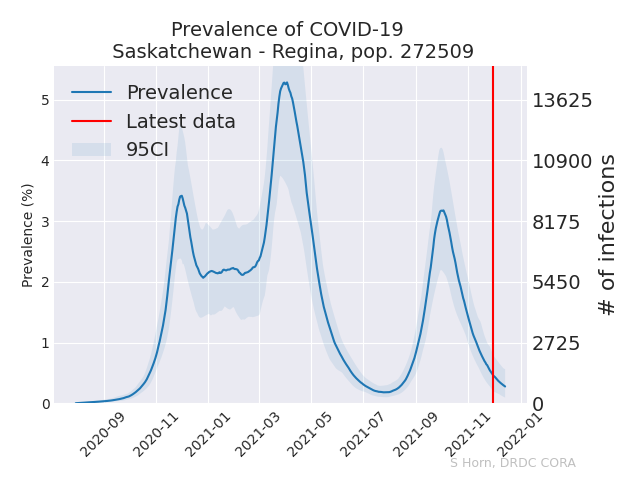 Prevalence of COVID-19
Saskatchewan - Regina, pop. 272509
Prevalence
Latest data
95CI
Prevalence (%)
5
4
3
2
1
0
13625
10900
8175
5450
2725
0
# of infections
2020-09
2020-11
2021-01
2021-03
2021-05
2021-07
2021-09
2021-11
2022-01
S Horn, DRDC CORA